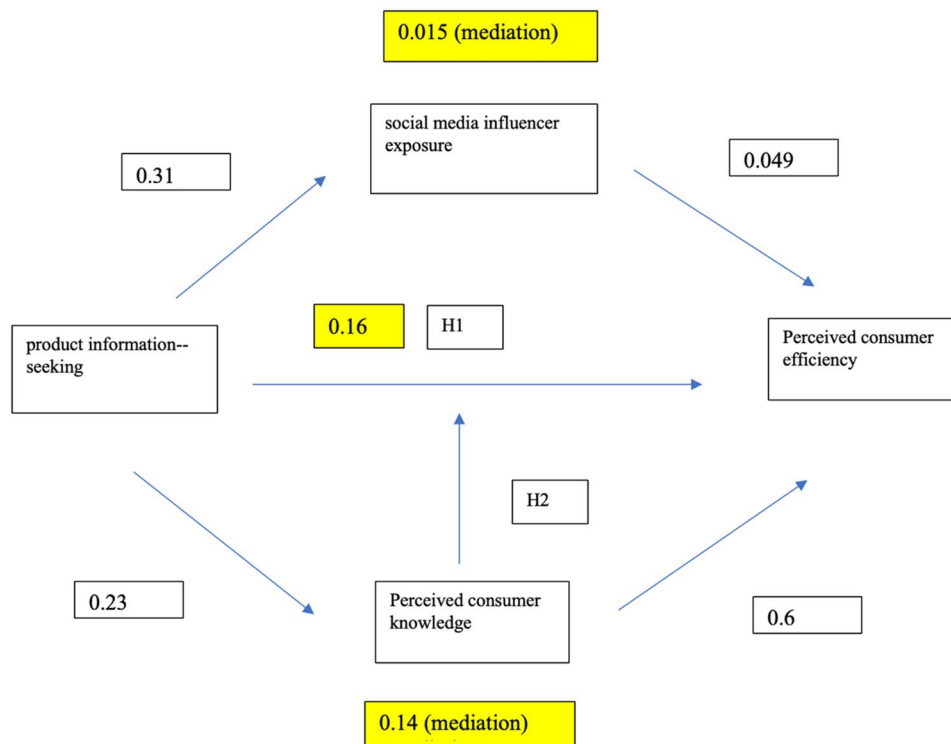 0.015 (mediation)
social media influencer
exposure
0.31
0.049
0.16
H1
product information--
seeking
Perceived consumer
efficiency
H2
0.23
Perceived consumer
knowledge
0.6
0.14 (mediation)